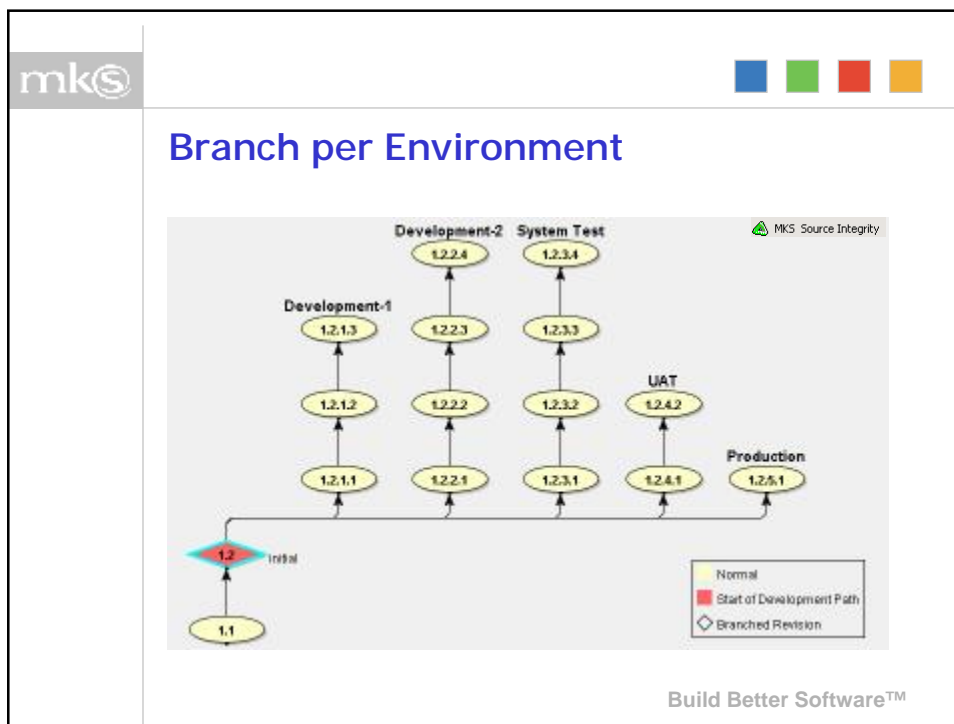 mks
Branch per Environment
MKS Source Integrity
Development-2 System Test
1.2.2.4 1.2.3.4
Development-1
1.2.1.3 1.2.2.3 1.2.3.3
UAT
1.2.1.2 1.2.2.2 1.2.3.2 1.2.4.2
Production
1.2.1.1 1.2.2.1 1.2.3.1 1.2.4.1 1.2.5.1
1.2 Initial
1.1
Normal
Start of Development Path
Branched Revision
Build Better Software™